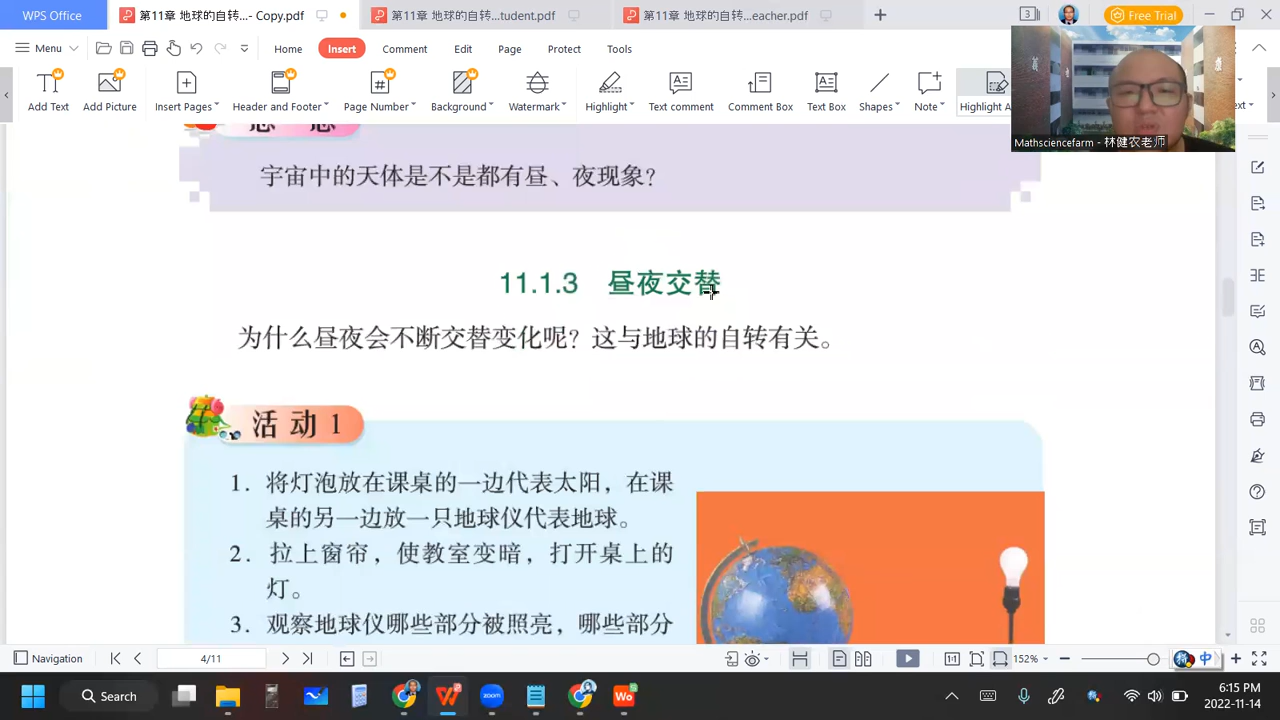 WPS Office
第11章 地球的自转...- Copy.pdf
第11章 地球的自转...tudent.pdf
第11章 地球的自转...eacher.pdf
3
Free Trial
Menu
Home
Insert
Comment
Edit
Page
Protect
Tools
Add Text
Add Picture
Insert Pages
Header and Footer
Page Number
Background
Watermark
Highlight
Text comment
Comment Box
Text Box
Shapes
Note
Highlight A
Mathsciencefarm - 林健农老师
宇宙中的天体是不是都有昼、夜现象?
11.1.3 昼夜交替
为什么昼夜会不断交替变化呢? 这与地球的自转有关。
活动 1
1. 将灯泡放在课桌的一边代表太阳, 在课
桌的另一边放一只地球仪代表地球。
2. 拉上窗帘, 使教室变暗, 打开桌上的
灯。
3. 观察地球仪哪些部分被照亮, 哪些部分
Navigation
4/11
152%
中
Search
6:15 PM
2022-11-14